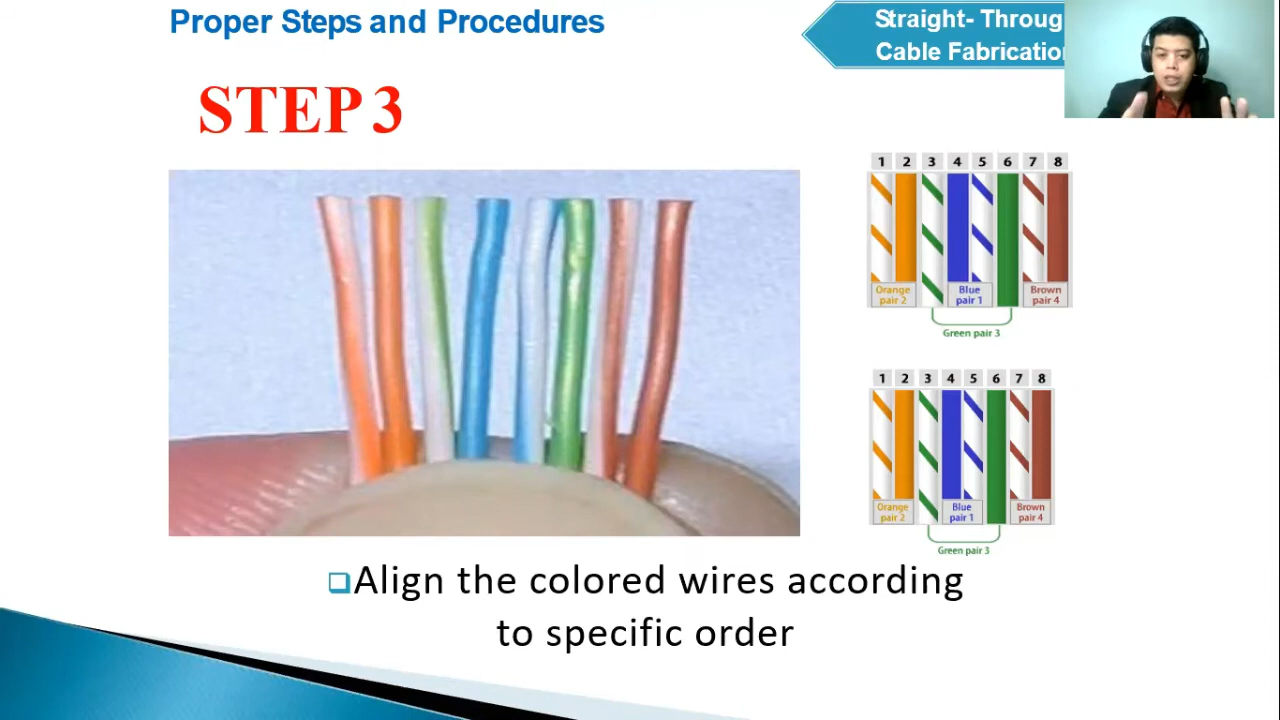 Proper Steps and Procedures
Straight- Throug
Cable Fabricatio
STEP 3
1 2 3 4 5 6 7 8
Orange
pair 2
Blue
pair 1
Brown
pair 4
Green pair 3
1 2 3 4 5 6 7 8
Orange
pair 2
Blue
pair 1
Brown
pair 4
Green pair 3
Align the colored wires according
to specific order